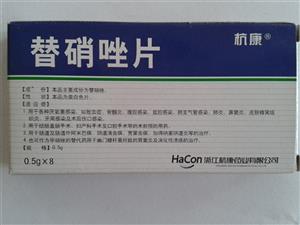 杭康®
替硝唑片
【成 份】本品主要成份为替硝唑。
【性 状】本品为类白色片。
【适应症】
1.用于各种厌氧菌感染，如败血症、骨髓炎、腹腔感染、盆腔感染、肺支气管感染、肺炎、鼻窦炎、皮肤蜂窝组
织炎、牙周感染及术后伤口感染。
2.用于结肠直肠手术、妇产科手术及口腔手术等的术前预防用药。
3.用于肠道及肠道外阿米巴病、阴道滴虫病、贾第虫病、加得纳菌阴道炎等的治疗。
4.也可作为甲硝唑的替代药用于幽门螺杆菌所致的胃窦炎及消化性溃疡的治疗。
【规 格】0.5g
0.5g×8
HaCon 浙江杭康药业有限公司